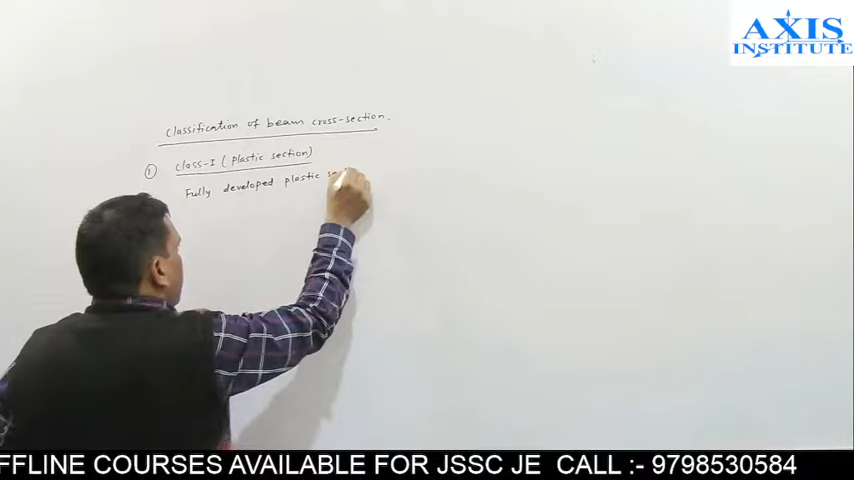 AXIS
INSTITUTE
Classification of beam cross-section.
① Class-I (Plastic section)
Fully developed plastic
FFLINE COURSES AVAILABLE FOR JSSC JE CALL :- 9798530584